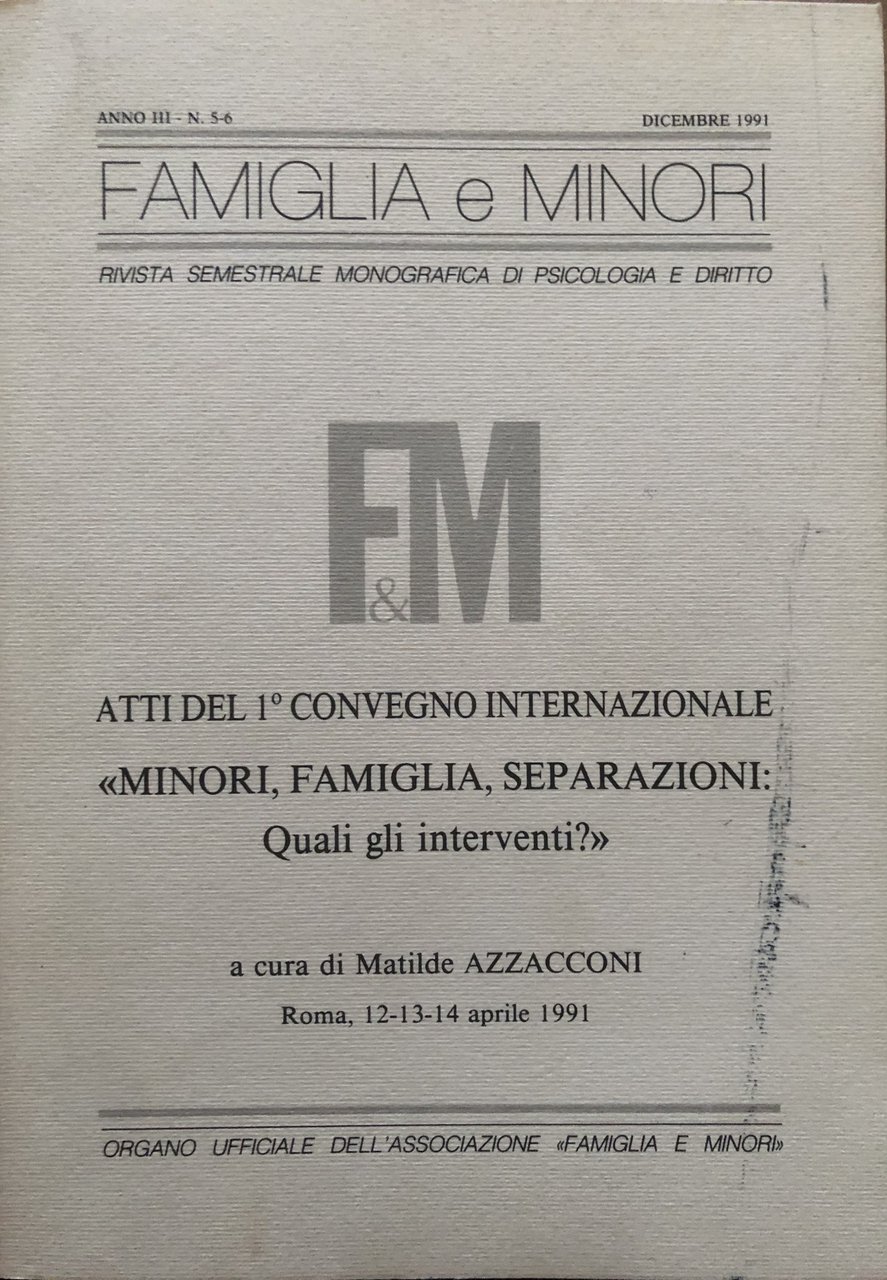 ANNO III - N. 5-6
DICEMBRE 1991
FAMIGLIA e MINORI
RIVISTA SEMESTRALE MONOGRAFICA DI PSICOLOGIA E DIRITTO
F&M
ATTI DEL 1º CONVEGNO INTERNAZIONALE
«MINORI, FAMIGLIA, SEPARAZIONI:
Quali gli interventi?»
a cura di Matilde AZZACCONI
Roma, 12-13-14 aprile 1991
ORGANO UFFICIALE DELL'ASSOCIAZIONE «FAMIGLIA E MINORI»